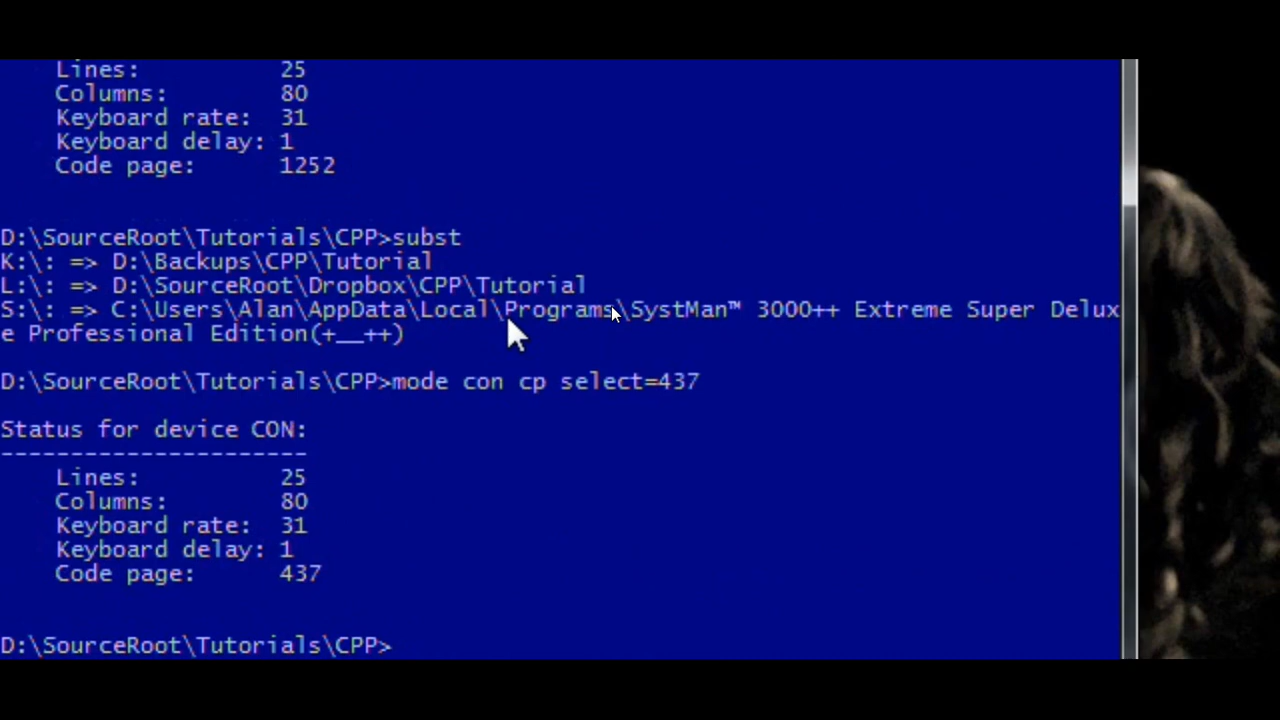 Lines: 25
Columns: 80
Keyboard rate: 31
Keyboard delay: 1
Code page: 1252
D:\SourceRoot\Tutorials\CPP>subst
K:\: => D:\Backups\CPP\Tutorial
L:\: => D:\SourceRoot\Dropbox\CPP\Tutorial
S:\: => C:\Users\Alan\AppData\Local\Programs\SystMan™ 3000++ Extreme Super Delux
e Professional Edition(+__++)
D:\SourceRoot\Tutorials\CPP>mode con cp select=437
Status for device CON:
----------------------
Lines: 25
Columns: 80
Keyboard rate: 31
Keyboard delay: 1
Code page: 437
D:\SourceRoot\Tutorials\CPP>